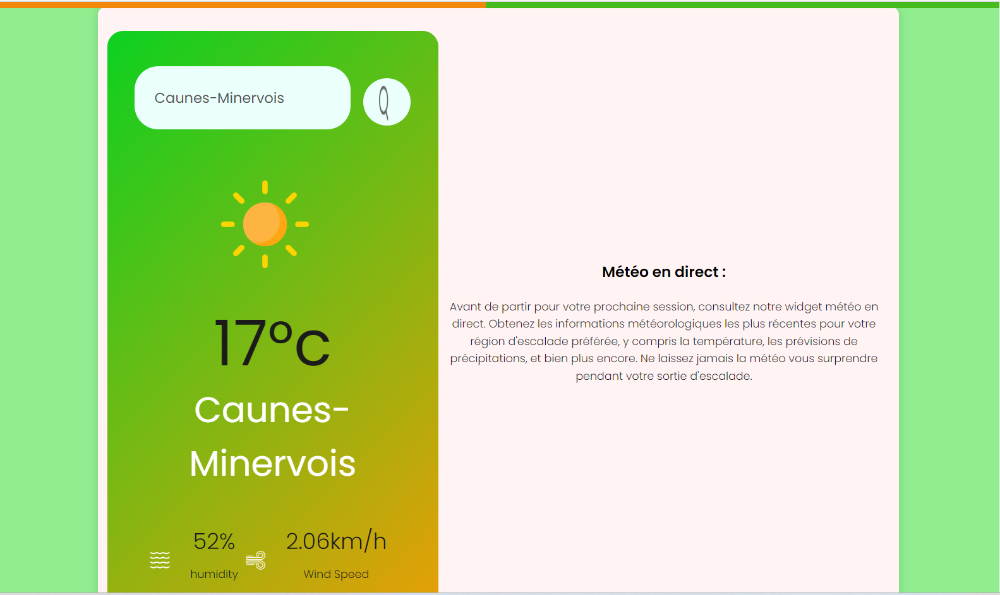 Caunes-Minervois
17°c
Caunes-
Minervois
52%
humidity
2.06km/h
Wind Speed
Météo en direct :
Avant de partir pour votre prochaine session, consultez notre widget météo en
direct. Obtenez les informations météorologiques les plus récentes pour votre
région d'escalade préférée, y compris la température, les prévisions de
précipitations, et bien plus encore. Ne laissez jamais la météo vous surprendre
pendant votre sortie d'escalade.